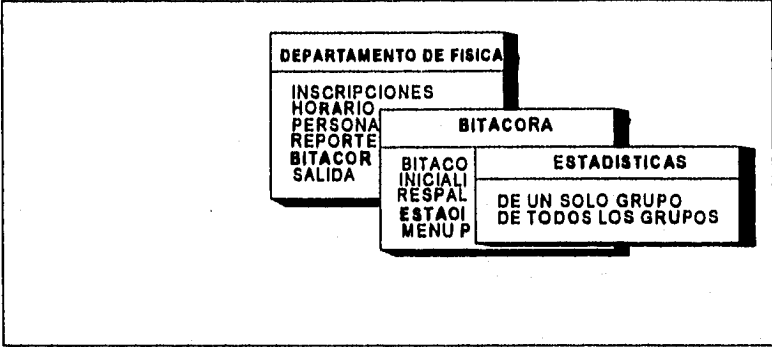 DEPARTAMENTO DE FISICA
INSCRIPCIONES
HORARIO
PERSONA
REPORTE
BITACOR
SALIDA
BITACORA
BITACO
INICIALI
RESPAL
ESTADI
MENU P
ESTADISTICAS
DE UN SOLO GRUPO
DE TODOS LOS GRUPOS